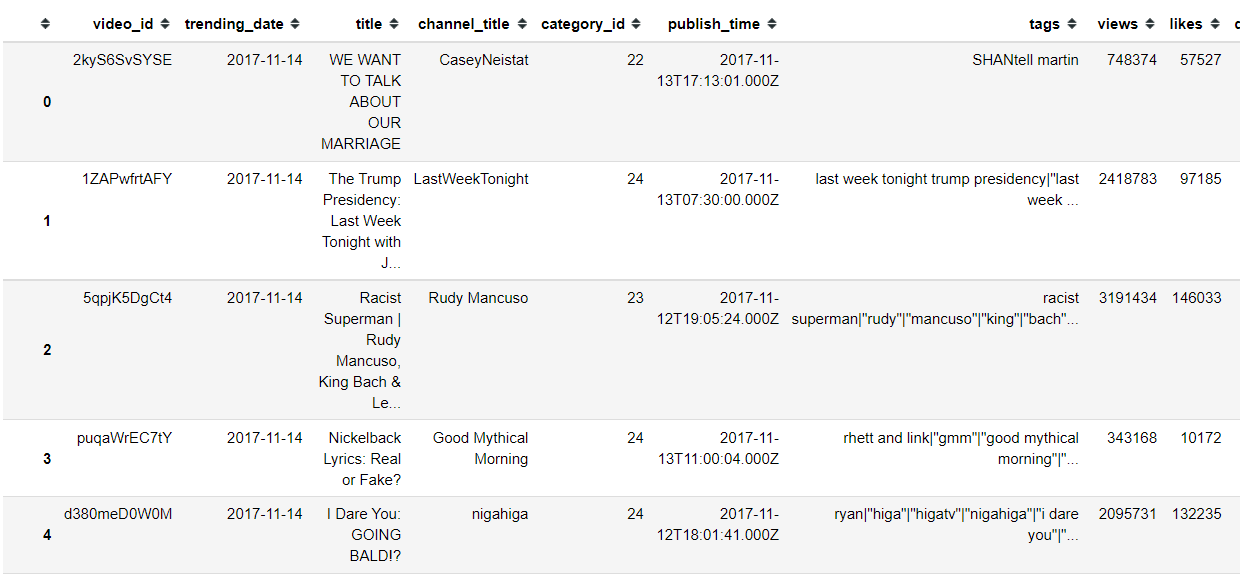 video_id trending_date title channel_title category_id publish_time tags views likes
0 2kyS6SvSYSE 2017-11-14 WE WANT CaseyNeistat 22 2017-11- SHANtell martin 748374 57527
TO TALK 13T17:13:01.000Z
ABOUT
OUR
MARRIAGE
1 1ZAPwfrtAFY 2017-11-14 The Trump LastWeekTonight 24 2017-11- last week tonight trump presidency|"last 2418783 97185
Presidency: 13T07:30:00.000Z week ...
Last Week
Tonight with
J...
2 5qpjK5DgCt4 2017-11-14 Racist Rudy Mancuso 23 2017-11- racist 3191434 146033
Superman | 12T19:05:24.000Z superman|"rudy"|"mancuso"|"king"|"bach"...
Rudy
Mancuso,
King Bach &
Le...
3 puqaWrEC7tY 2017-11-14 Nickelback Good Mythical 24 2017-11- rhett and link|"gmm"|"good mythical 343168 10172
Lyrics: Real Morning 13T11:00:04.000Z morning"|"...
or Fake?
4 d380meD0W0M 2017-11-14 I Dare You: nigahiga 24 2017-11- ryan|"higa"|"higatv"|"nigahiga"|"i dare 2095731 132235
GOING 12T18:01:41.000Z you"|"...
BALD!?